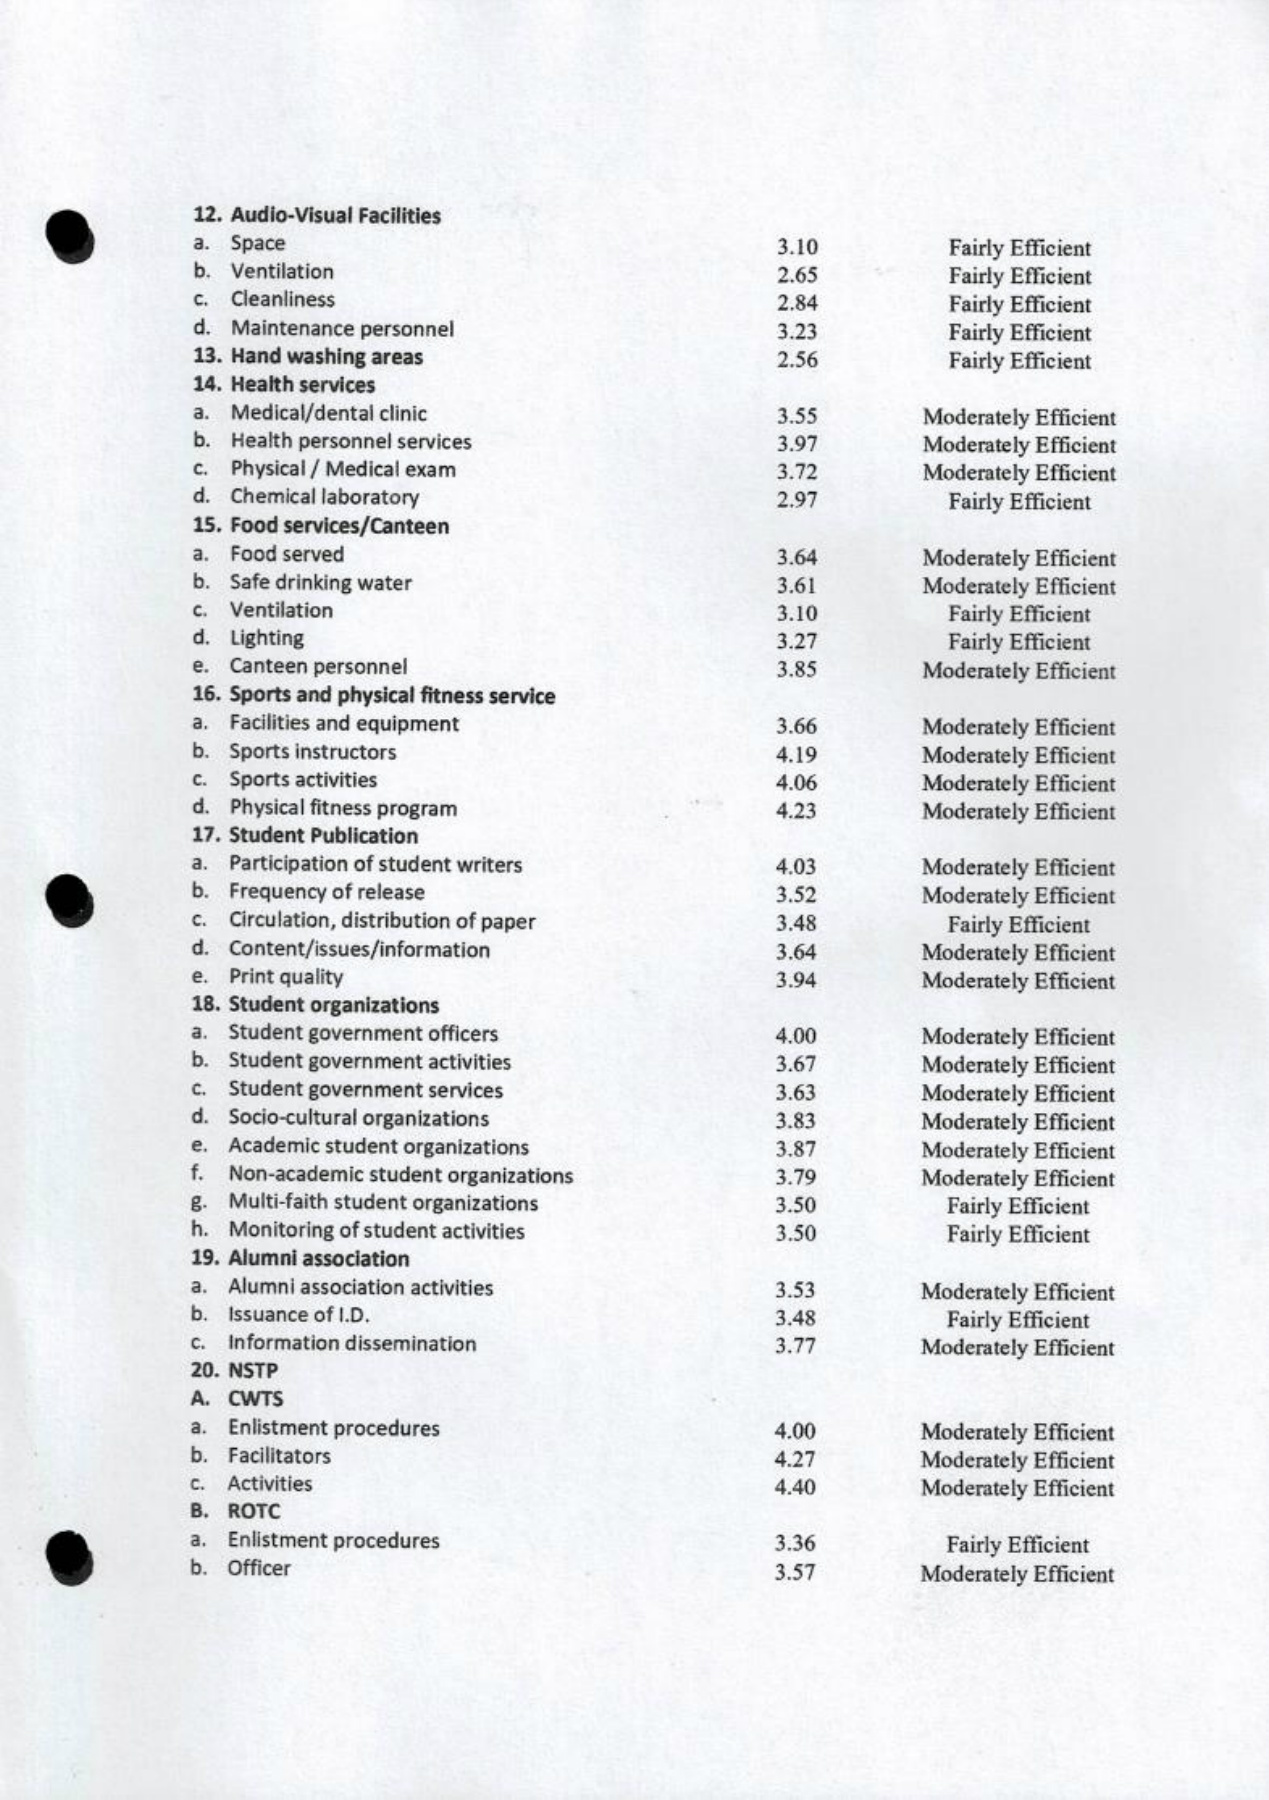 12. Audio-Visual Facilities
a. Space 3.10 Fairly Efficient
b. Ventilation 2.65 Fairly Efficient
c. Cleanliness 2.84 Fairly Efficient
d. Maintenance personnel 3.23 Fairly Efficient
13. Hand washing areas 2.56 Fairly Efficient
14. Health services
a. Medical/dental clinic 3.55 Moderately Efficient
b. Health personnel services 3.97 Moderately Efficient
c. Physical / Medical exam 3.72 Moderately Efficient
d. Chemical laboratory 2.97 Fairly Efficient
15. Food services/Canteen
a. Food served 3.64 Moderately Efficient
b. Safe drinking water 3.61 Moderately Efficient
c. Ventilation 3.10 Fairly Efficient
d. Lighting 3.27 Fairly Efficient
e. Canteen personnel 3.85 Moderately Efficient
16. Sports and physical fitness service
a. Facilities and equipment 3.66 Moderately Efficient
b. Sports instructors 4.19 Moderately Efficient
c. Sports activities 4.06 Moderately Efficient
d. Physical fitness program 4.23 Moderately Efficient
17. Student Publication
a. Participation of student writers 4.03 Moderately Efficient
b. Frequency of release 3.52 Moderately Efficient
c. Circulation, distribution of paper 3.48 Fairly Efficient
d. Content/issues/information 3.64 Moderately Efficient
e. Print quality 3.94 Moderately Efficient
18. Student organizations
a. Student government officers 4.00 Moderately Efficient
b. Student government activities 3.67 Moderately Efficient
c. Student government services 3.63 Moderately Efficient
d. Socio-cultural organizations 3.83 Moderately Efficient
e. Academic student organizations 3.87 Moderately Efficient
f. Non-academic student organizations 3.79 Moderately Efficient
g. Multi-faith student organizations 3.50 Fairly Efficient
h. Monitoring of student activities 3.50 Fairly Efficient
19. Alumni association
a. Alumni association activities 3.53 Moderately Efficient
b. Issuance of I.D. 3.48 Fairly Efficient
c. Information dissemination 3.77 Moderately Efficient
20. NSTP
A. CWTS
a. Enlistment procedures 4.00 Moderately Efficient
b. Facilitators 4.27 Moderately Efficient
c. Activities 4.40 Moderately Efficient
B. ROTC
a. Enlistment procedures 3.36 Fairly Efficient
b. Officer 3.57 Moderately Efficient